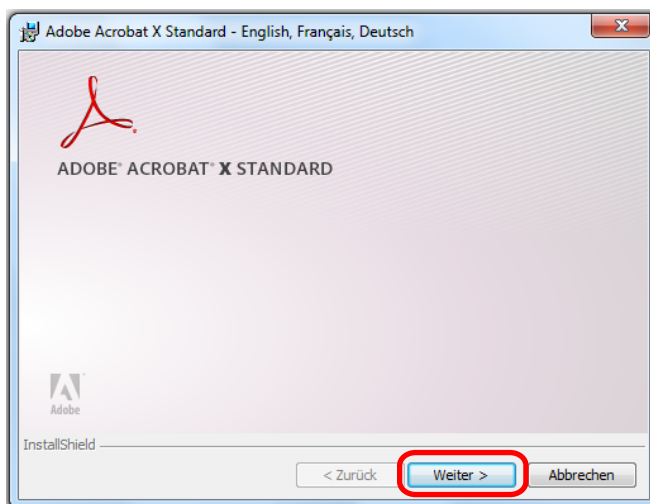 Adobe Acrobat X Standard - English, Français, Deutsch
X
ADOBE® ACROBAT® X STANDARD
Adobe
InstallShield
< Zurück
Weiter >
Abbrechen